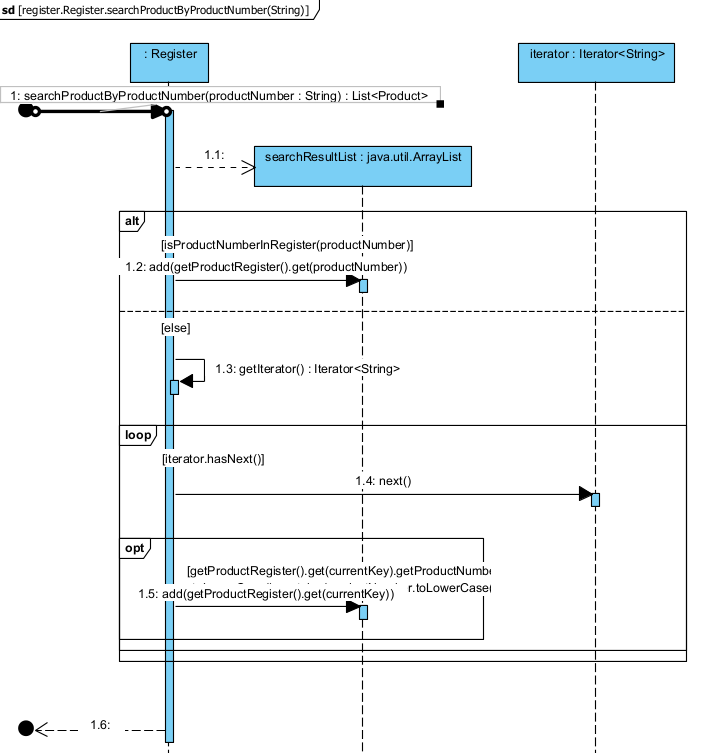 sd [register.Register.searchProductByProductNumber(String)]
: Register
iterator : Iterator<String>
1: searchProductByProductNumber(productNumber : String) : List<Product>
1.1:
searchResultList : java.util.ArrayList
alt
[isProductNumberInRegister(productNumber)]
1.2: add(getProductRegister().get(productNumber))
[else]
1.3: getIterator() : Iterator<String>
loop
[iterator.hasNext()]
1.4: next()
opt
[getProductRegister().get(currentKey).getProductNumbe
r.toLowerCase(
1.5: add(getProductRegister().get(currentKey))
1.6: